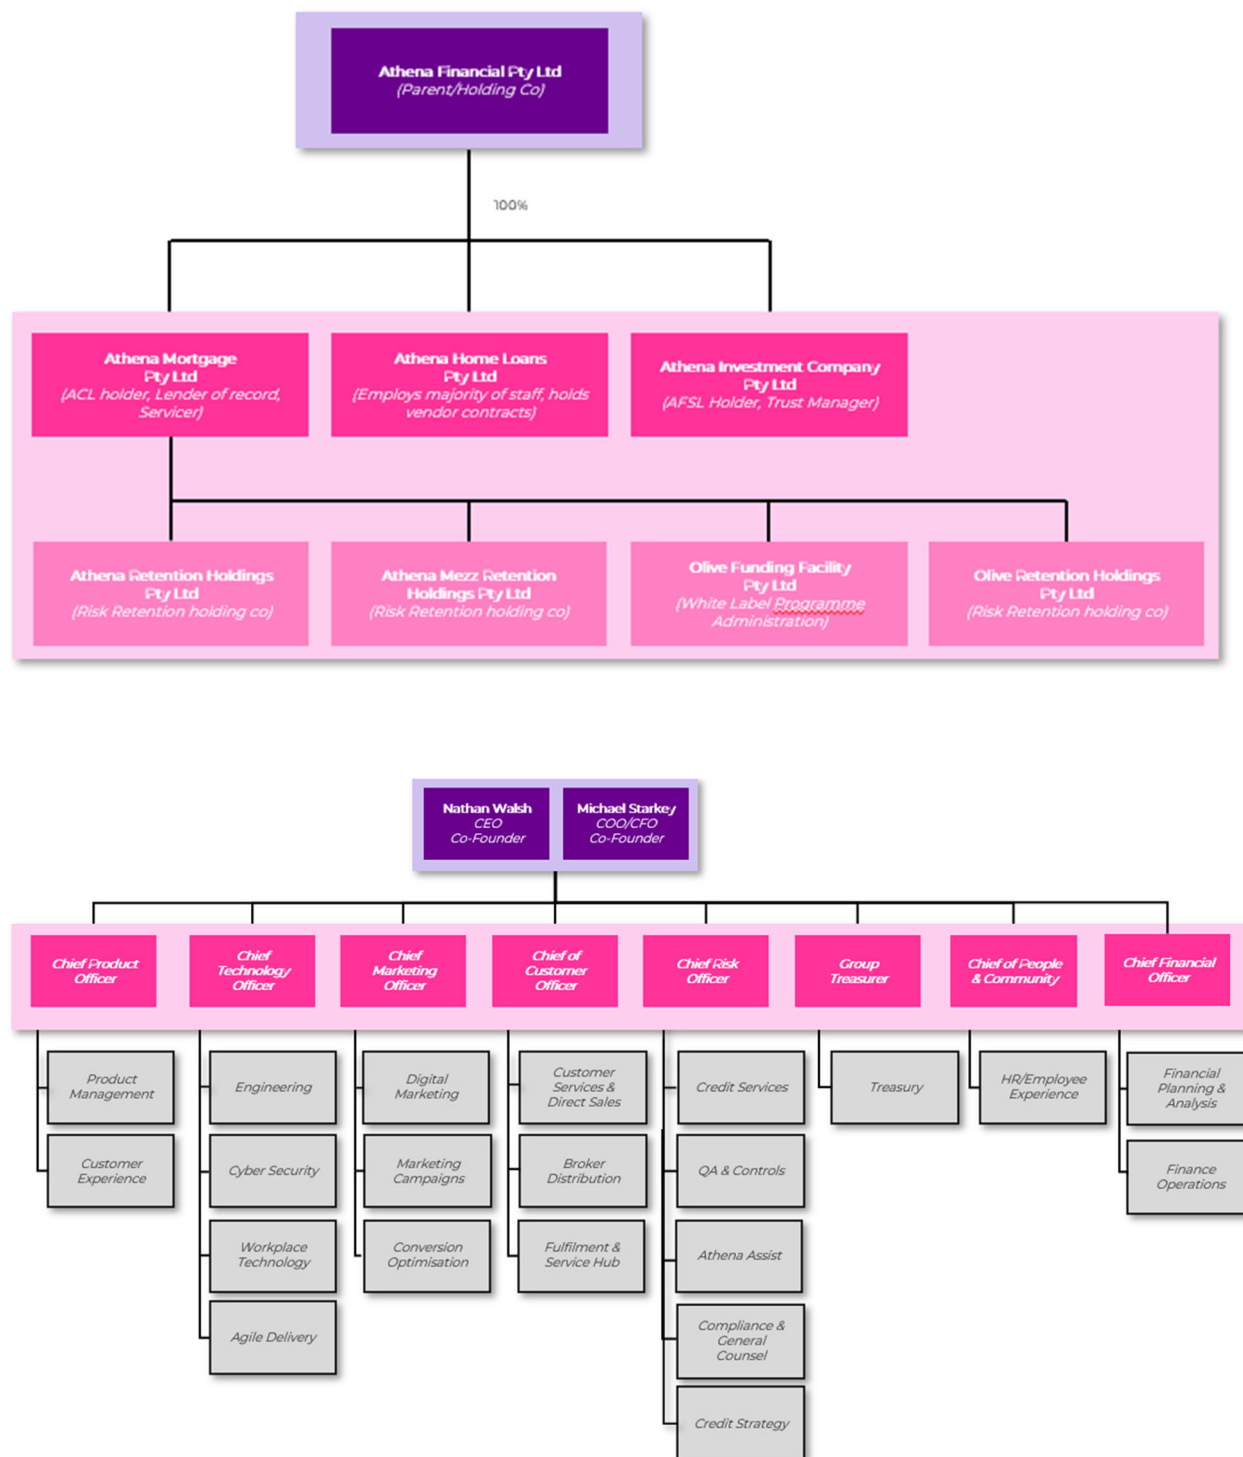 Athena Financial Pty Ltd
(Parent/Holding Co)
100%
Athena Mortgage
Pty Ltd
(ACL holder, Lender of record,
Servicer)
Athena Home Loans
Pty Ltd
(Employs majority of staff, holds
vendor contracts)
Athena Investment Company
Pty Ltd
(AFSL Holder, Trust Manager)
Athena Retention Holdings
Pty Ltd
(Risk Retention holding co)
Athena Mezz Retention
Holdings Pty Ltd
(Risk Retention holding co)
Olive Funding Facility
Pty Ltd
(White Label Programme
Administration)
Olive Retention Holdings
Pty Ltd
(Risk Retention holding co)
Nathan Walsh
CEO
Co-Founder
Michael Starkey
COO/CFO
Co-Founder
Chief Product
Officer
Chief
Technology
Officer
Chief
Marketing
Officer
Chief of
Customer
Officer
Chief Risk
Officer
Group
Treasurer
Chief of People
& Community
Chief Financial
Officer
Product
Management
Customer
Experience
Engineering
Cyber Security
Workplace
Technology
Agile Delivery
Digital
Marketing
Marketing
Campaigns
Conversion
Optimisation
Customer
Services &
Direct Sales
Broker
Distribution
Fulfilment &
Service Hub
Credit Services
QA & Controls
Athena Assist
Compliance &
General
Counsel
Credit Strategy
Treasury
HR/Employee
Experience
Financial
Planning &
Analysis
Finance
Operations